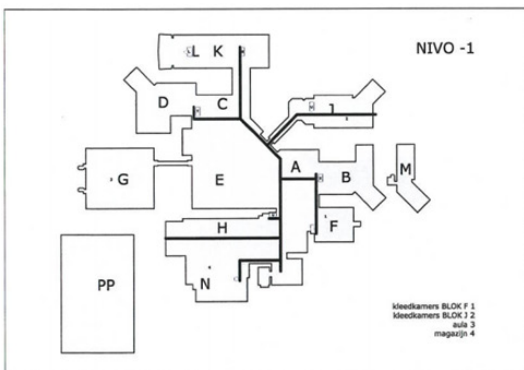 NIVO -1
L K
D C J
A B M
G E
F
H
PP N
kleedkamers BLOK F 1
kleedkamers BLOK J 2
aula 3
magazijn 4